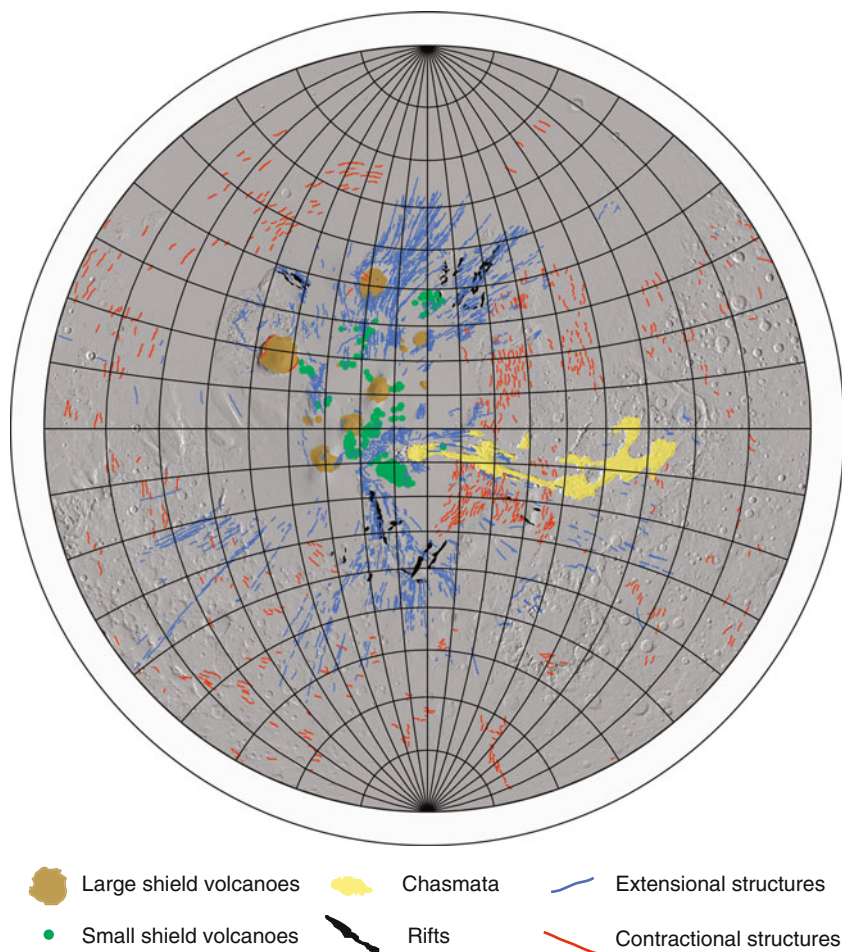 Large shield volcanoes
Chasmata
Extensional structures
Small shield volcanoes
Rifts
Contractional structures